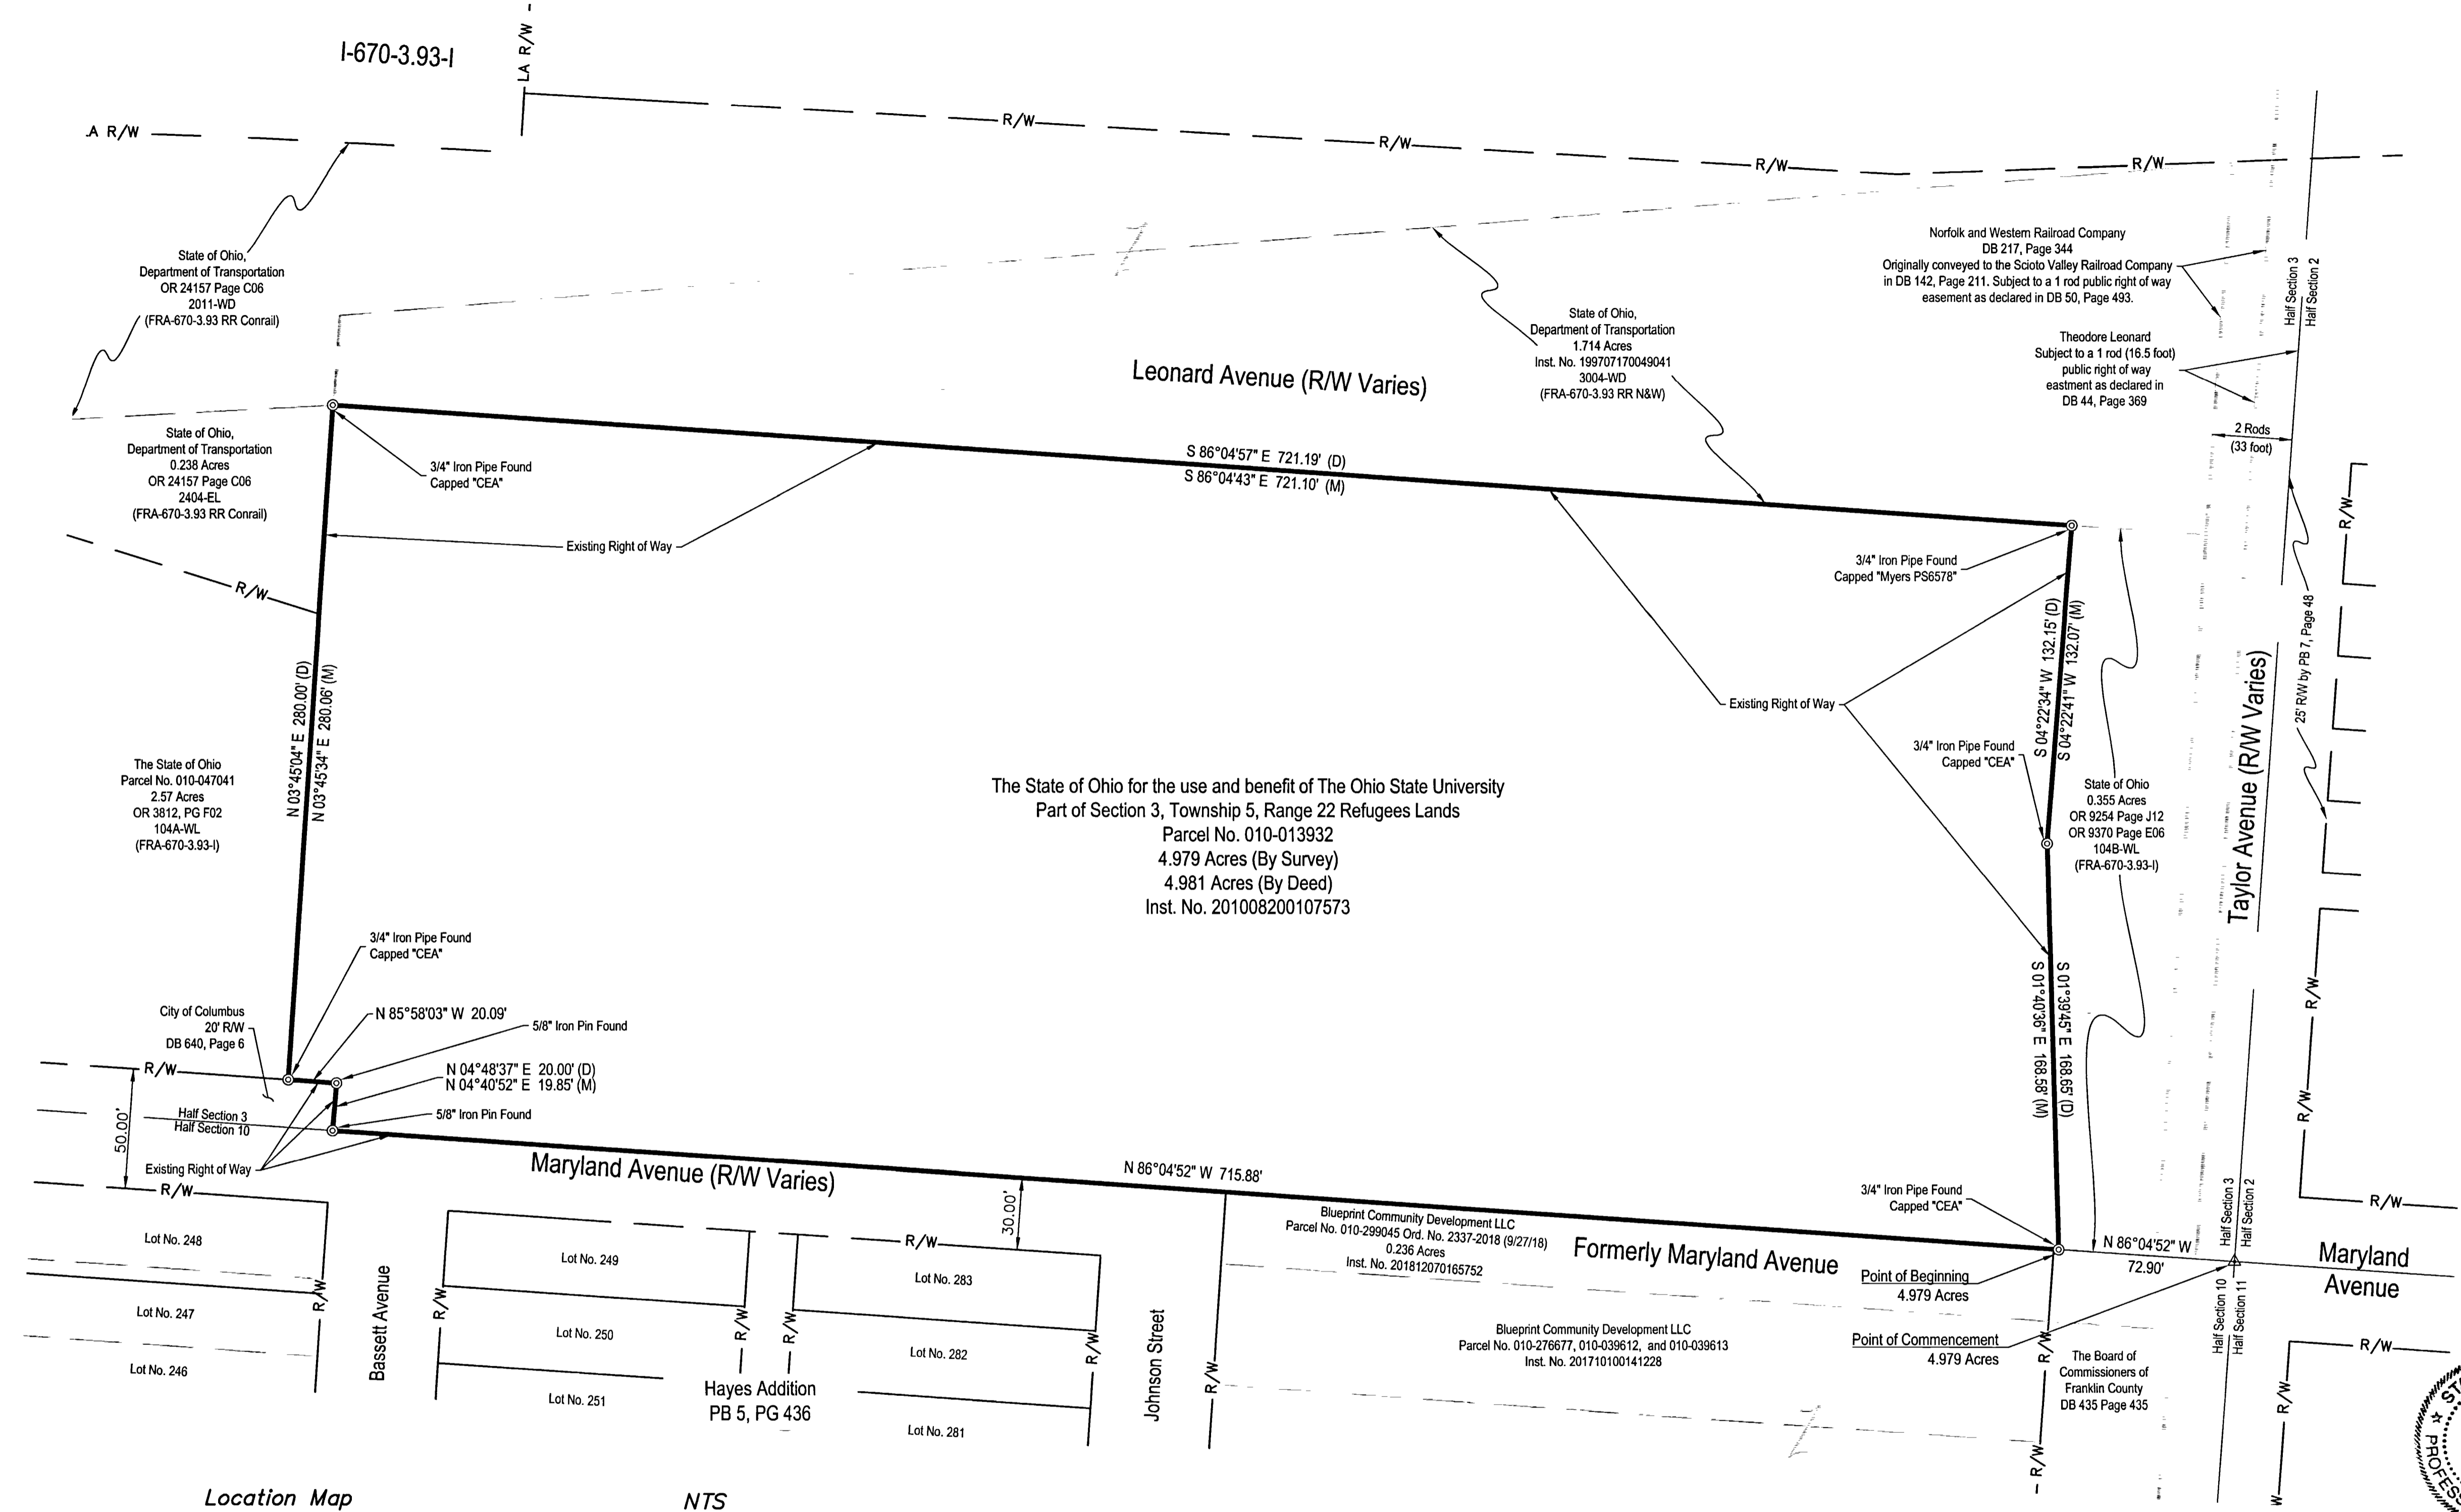 I-670-3.93-I
LA R/W
.A R/W
R/W
R/W
R/W
R/W
State of Ohio,
Department of Transportation
OR 24157 Page C06
2011-WD
(FRA-670-3.93 RR Conrail)
Norfolk and Western Railroad Company
DB 217, Page 344
Originally conveyed to the Scioto Valley Railroad Company
in DB 142, Page 211. Subject to a 1 rod public right of way
easement as declared in DB 50, Page 493.
Half Section 3
Half Section 2
State of Ohio,
Department of Transportation
1.714 Acres
Inst. No. 199707170049041
3004-WD
(FRA-670-3.93 RR N&W)
Theodore Leonard
Subject to a 1 rod (16.5 foot)
public right of way
eastment as declared in
DB 44, Page 369
Leonard Avenue (R/W Varies)
2 Rods
(33 foot)
State of Ohio,
Department of Transportation
0.238 Acres
OR 24157 Page C06
2404-EL
(FRA-670-3.93 RR Conrail)
3/4" Iron Pipe Found
Capped "CEA"
S 86°04'57" E 721.19' (D)
S 86°04'43" E 721.10' (M)
R/W
Existing Right of Way
3/4" Iron Pipe Found
Capped "Myers PS6578"
R/W
S 04°22'34" W 132.15' (D)
S 04°22'41" W 132.07' (M)
25' R/W by PB 7, Page 48
N 03°45'04" E 280.00' (D)
N 03°45'34" E 280.06' (M)
Existing Right of Way
Taylor Avenue (R/W Varies)
3/4" Iron Pipe Found
Capped "CEA"
The State of Ohio
Parcel No. 010-047041
2.57 Acres
OR 3812, PG F02
104A-WL
(FRA-670-3.93-I)
The State of Ohio for the use and benefit of The Ohio State University
Part of Section 3, Township 5, Range 22 Refugees Lands
Parcel No. 010-013932
4.979 Acres (By Survey)
4.981 Acres (By Deed)
Inst. No. 201008200107573
State of Ohio
0.355 Acres
OR 9254 Page J12
OR 9370 Page E06
104B-WL
(FRA-670-3.93-I)
3/4" Iron Pipe Found
Capped "CEA"
S 01°39'45" E 168.65' (D)
S 01°40'36" E 168.58' (M)
R/W
City of Columbus
20' R/W
DB 640, Page 6
N 85°58'03" W 20.09'
5/8" Iron Pin Found
R/W
N 04°48'37" E 20.00' (D)
N 04°40'52" E 19.85' (M)
50.00'
Half Section 3
Half Section 10
5/8" Iron Pin Found
R/W
Existing Right of Way
R/W
Maryland Avenue (R/W Varies)
N 86°04'52" W 715.88'
30.00'
3/4" Iron Pipe Found
Capped "CEA"
Half Section 3
Half Section 2
R/W
Blueprint Community Development LLC
Parcel No. 010-299045 Ord. No. 2337-2018 (9/27/18)
0.236 Acres
Inst. No. 201812070165752
Formerly Maryland Avenue
N 86°04'52" W
72.90'
Maryland
Avenue
Lot No. 248
Lot No. 249
R/W
Lot No. 283
Point of Beginning
4.979 Acres
R/W
Bassett Avenue
R/W
R/W
R/W
Lot No. 247
Lot No. 250
Lot No. 282
R/W
Johnson Street
R/W
Blueprint Community Development LLC
Parcel No. 010-276677, 010-039612, and 010-039613
Inst. No. 201710100141228
Point of Commencement
4.979 Acres
R/W
Half Section 10
Half Section 11
R/W
The Board of
Commissioners of
Franklin County
DB 435 Page 435
Lot No. 246
Lot No. 251
Hayes Addition
PB 5, PG 436
Lot No. 281
R/W
R/W
W
ST
PROFES
Location Map
NTS